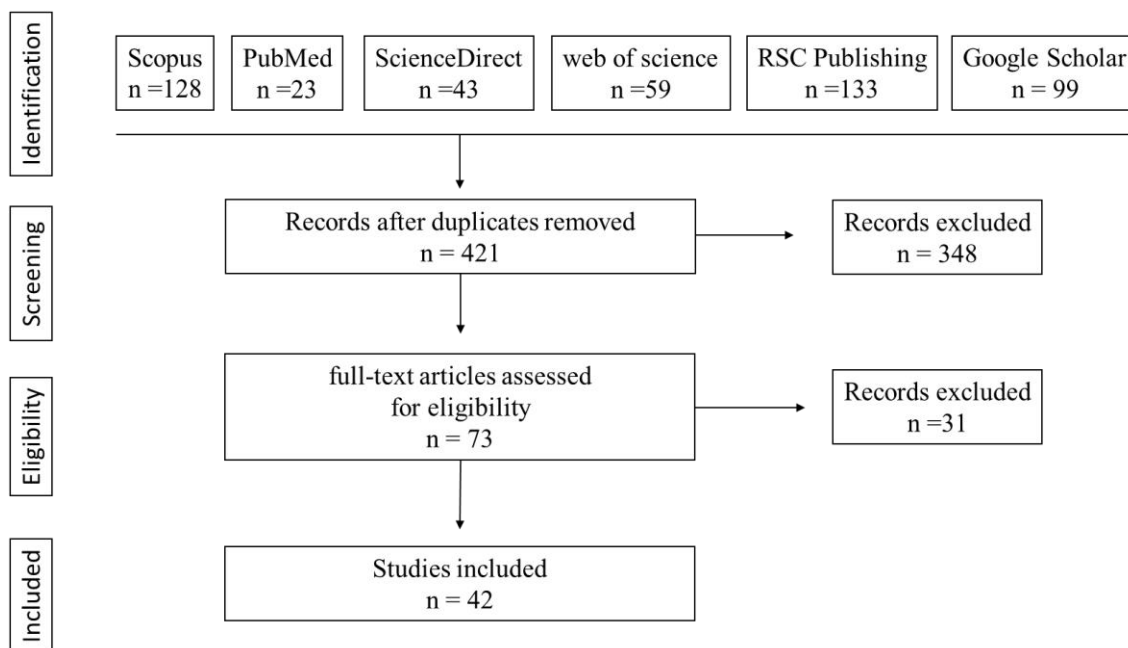 Identification
Scopus
n =128
PubMed
n =23
ScienceDirect
n =43
web of science
n =59
RSC Publishing
n =133
Google Scholar
n = 99
Screening
Records after duplicates removed
n = 421
Records excluded
n = 348
Eligibility
full-text articles assessed
for eligibility
n = 73
Records excluded
n =31
Included
Studies included
n = 42